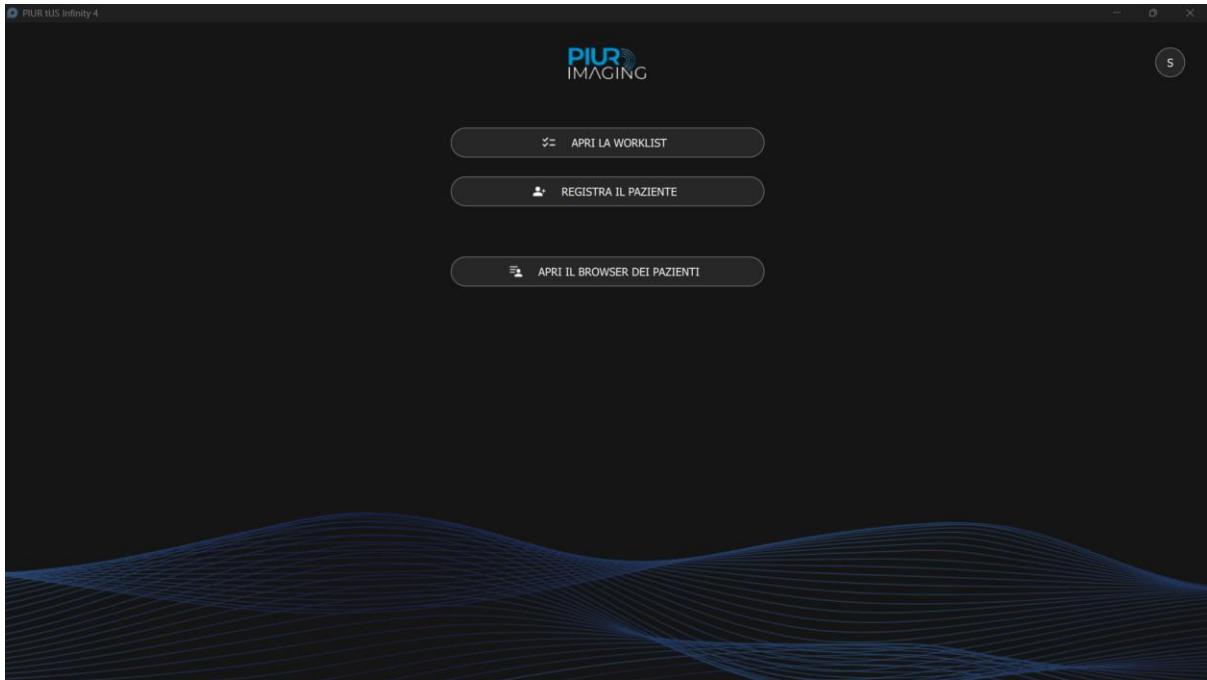 PIUR tUS Infinity 4
PIUR
IMAGING
S
APRI LA WORKLIST
REGISTRA IL PAZIENTE
APRI IL BROWSER DEI PAZIENTI